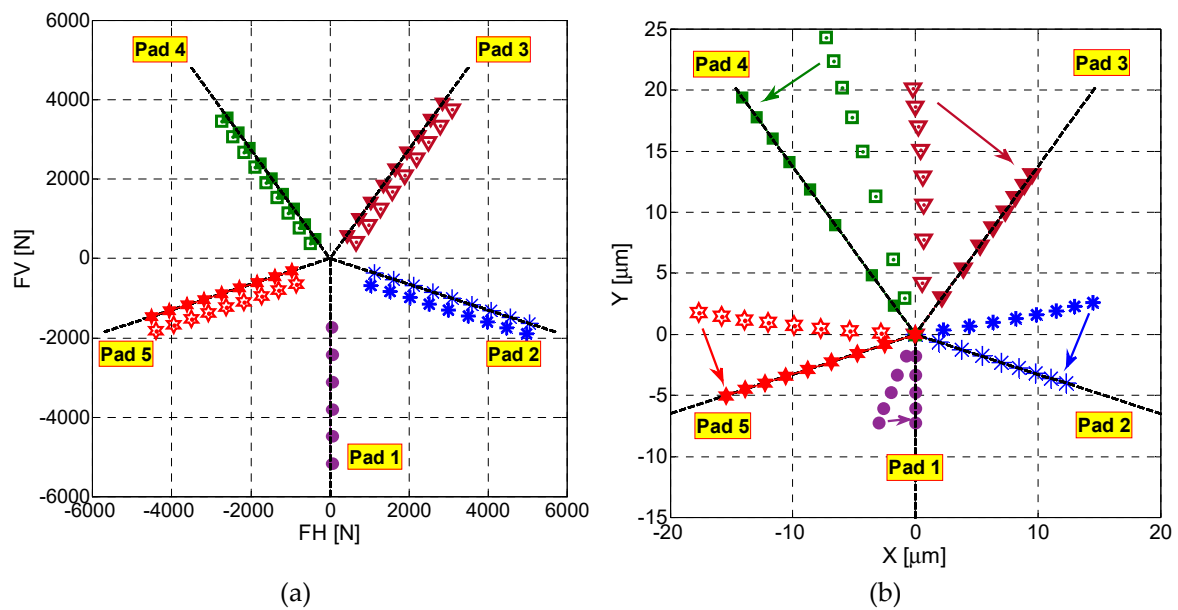 6000
4000
2000
0
-2000
-4000
-6000
FV [N]
-6000 -4000 -2000 0 2000 4000 6000
FH [N]
Pad 4
Pad 3
Pad 5
Pad 2
Pad 1
(a)
25
20
15
10
5
0
-5
-10
-15
Y [μm]
-20 -10 0 10 20
X [μm]
Pad 4
Pad 3
Pad 5
Pad 2
Pad 1
(b)